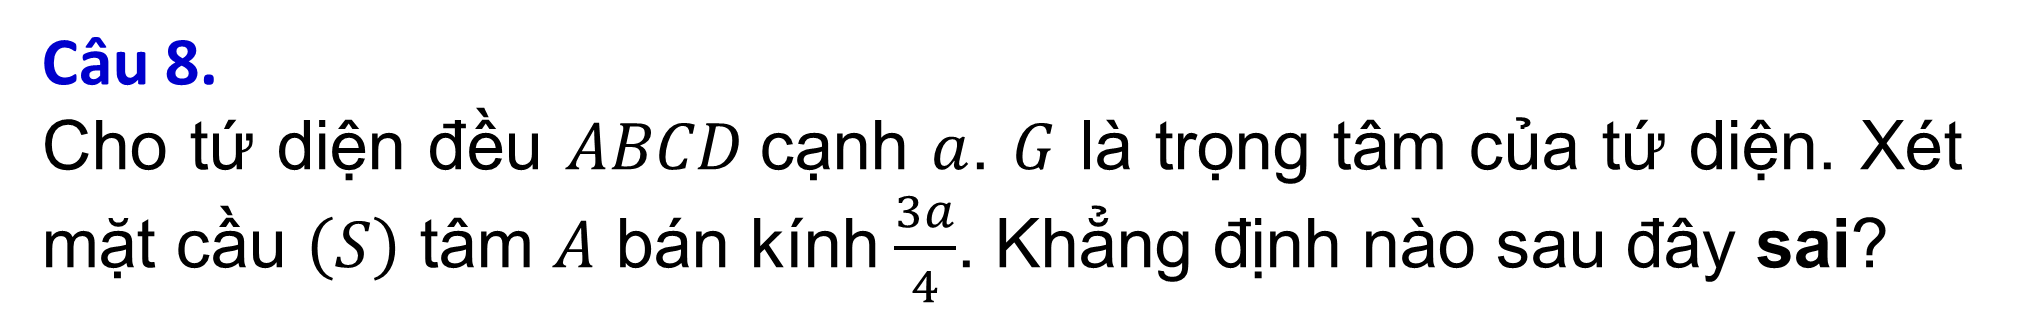 Câu 8.
Cho tứ diện đều ABCD cạnh a. G là trọng tâm của tứ diện. Xét
mặt cầu (S) tâm A bán kính \frac{3a}{4}. Khẳng định nào sau đây sai?